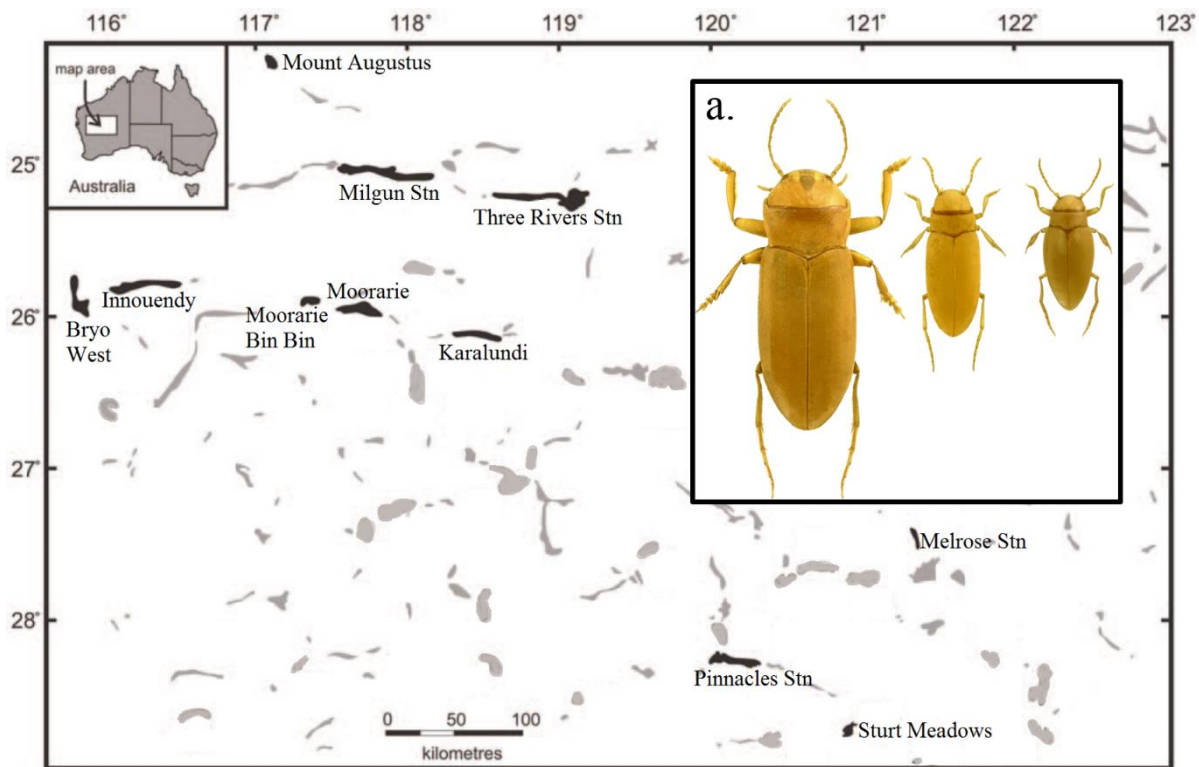 116° 117° 118° 119° 120° 121° 122° 123°
map area
Australia
Mount Augustus
a.
25°
Milgun Stn
Three Rivers Stn
Innouendy
Moorarie
26°
Bryo
West
Moorarie
Bin Bin
Karalundi
27°
Melrose Stn
28°
Pinnacles Stn
0 50 100
kilometres
Sturt Meadows